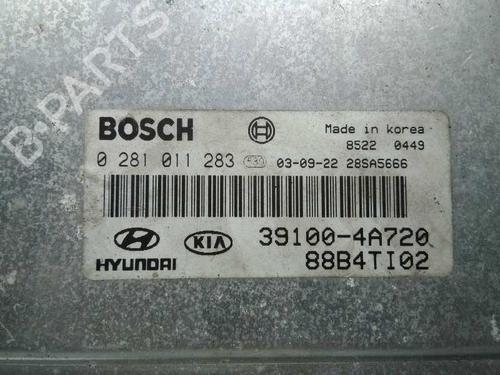 B-PARTS
BOSCH
Made in korea
8522 0449
0 281 011 283 03-09-22 28SA5666
KIA
39100-4A720
HYUNDAI
88B4TI02